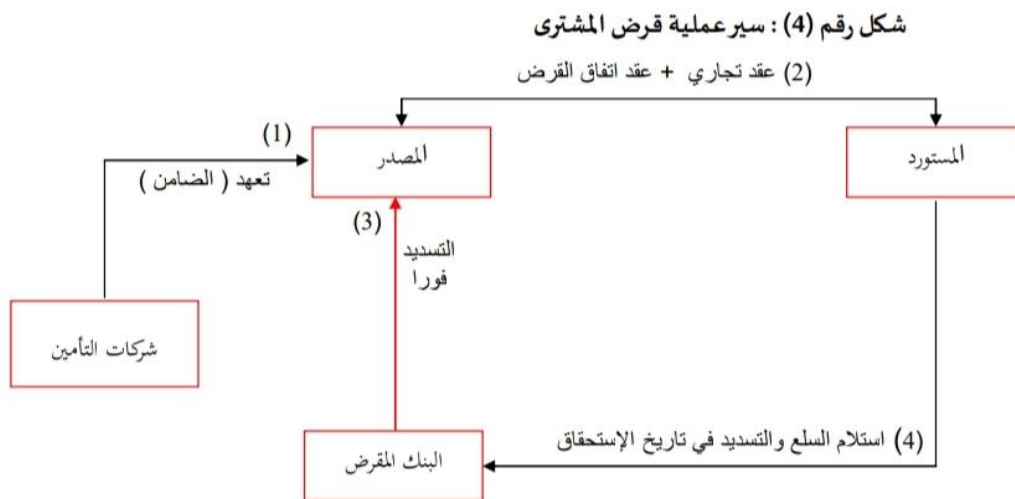 شكل رقم (4) : سير عملية قرض المشترى
(2) عقد تجاري + عقد اتفاق القرض
المستورد
المصدر
(1)
تعهد ( الضامن )
(3)
التسديد
فورا
شركات التأمين
(4) استلام السلع والتسديد في تاريخ الإستحقاق
البنك المقرض